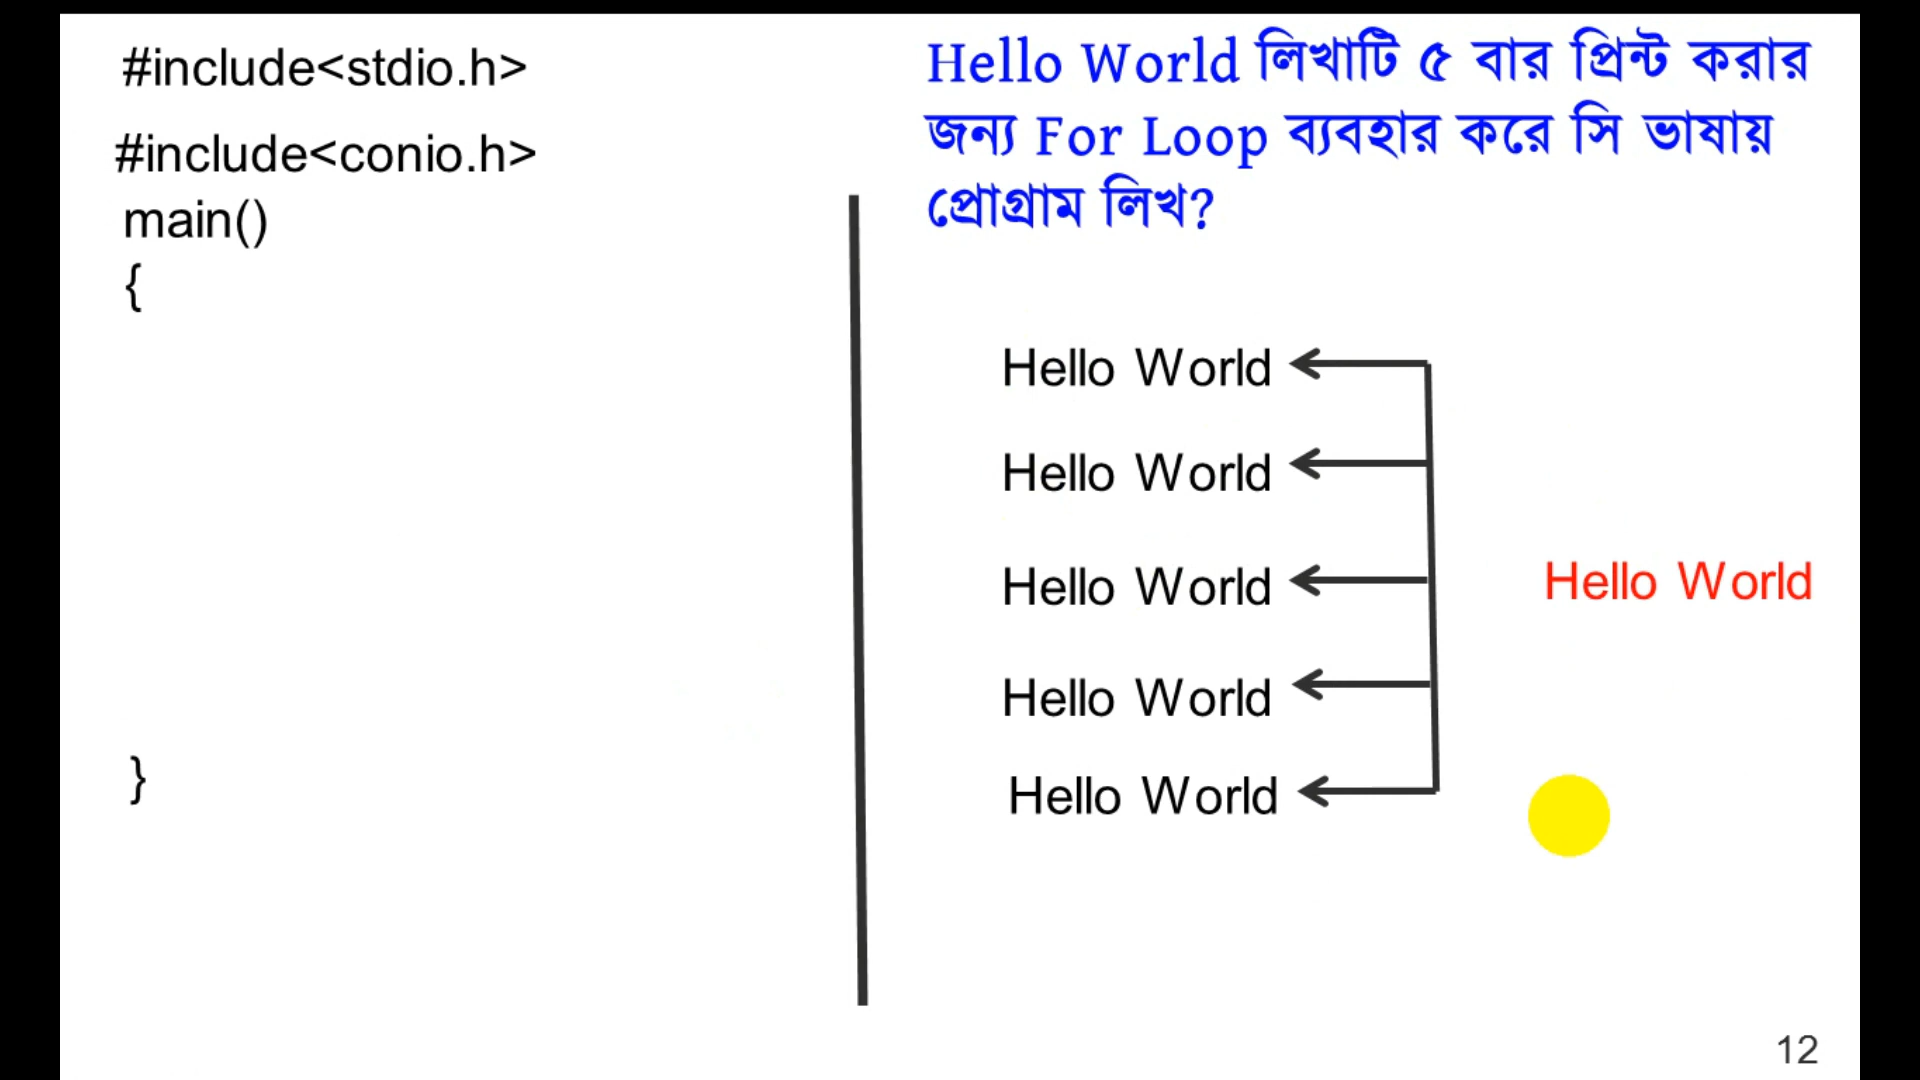 #include<stdio.h>
#include<conio.h>
main()
{
}
Hello World লিখাটি ৫ বার প্রিন্ট করার
জন্য For Loop ব্যবহার করে সি ভাষায়
প্রোগ্রাম লিখ?
Hello World
Hello World
Hello World
Hello World
Hello World
Hello World
12